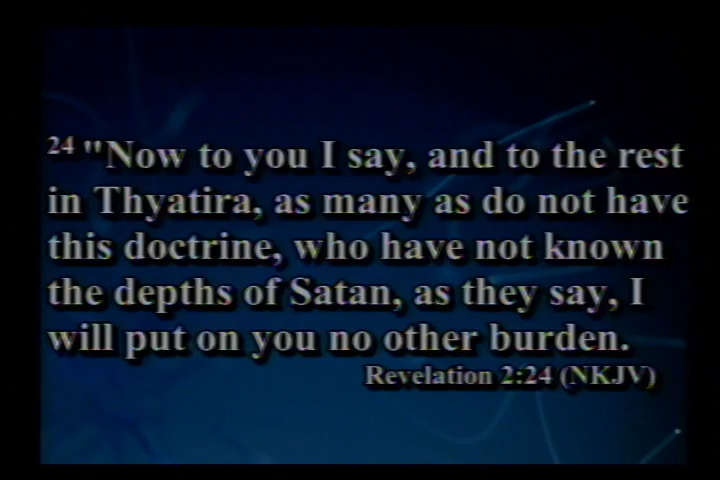 24 "Now to you I say, and to the rest
in Thyatira, as many as do not have
this doctrine, who have not known
the depths of Satan, as they say, I
will put on you no other burden.
Revelation 2:24 (NKJV)